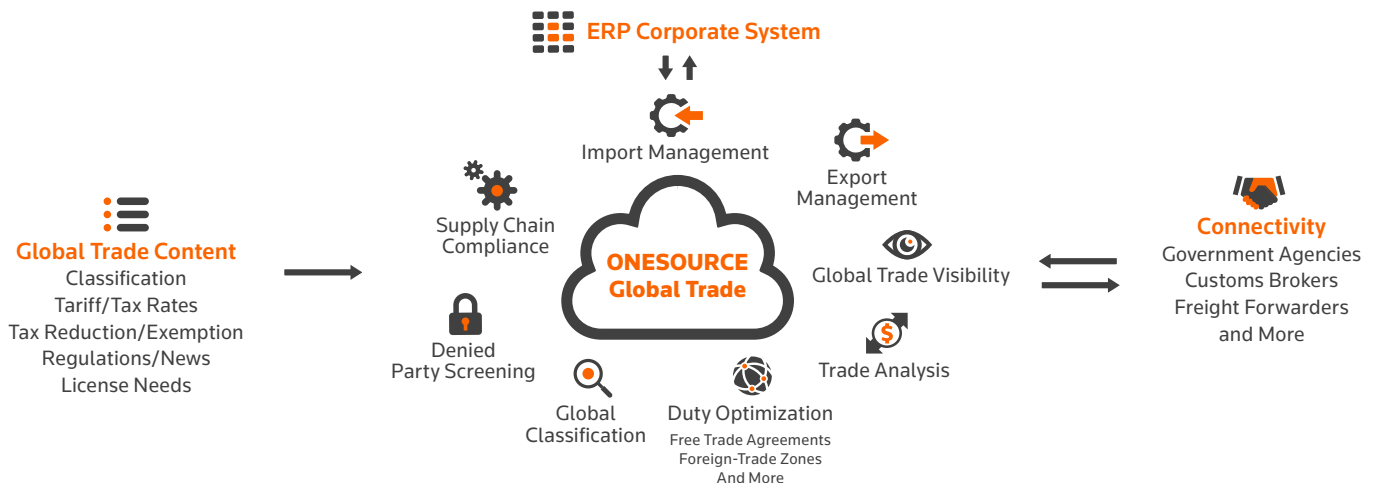 ERP Corporate System
Import Management
Export
Management
Supply Chain
Compliance
ONESOURCE
Global Trade
Global Trade Visibility
Denied
Party Screening
Trade Analysis
Global
Classification
Duty Optimization
Free Trade Agreements
Foreign-Trade Zones
And More
Global Trade Content
Classification
Tariff/Tax Rates
Tax Reduction/Exemption
Regulations/News
License Needs
Connectivity
Government Agencies
Customs Brokers
Freight Forwarders
and More
$